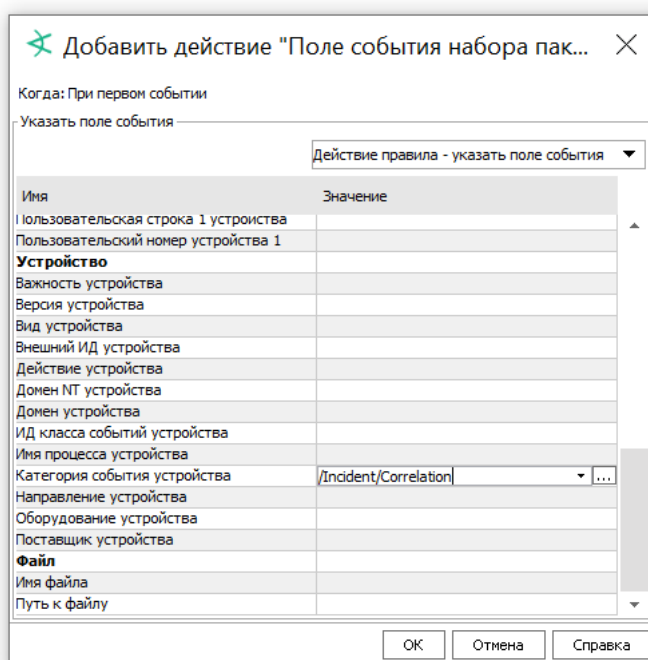 Добавить действие "Поле события набора пак...
Когда: При первом событии
Указать поле события
Действие правила - указать поле события
Имя Значение
Пользовательская строка 1 устройства
Пользовательский номер устройства 1
Устройство
Важность устройства
Версия устройства
Вид устройства
Внешний ИД устройства
Действие устройства
Домен NT устройства
Домен устройства
ИД класса событий устройства
Имя процесса устройства
Категория события устройства /Incident/Correlation
Направление устройства
Оборудование устройства
Поставщик устройства
Файл
Имя файла
Путь к файлу
ОК Отмена Справка